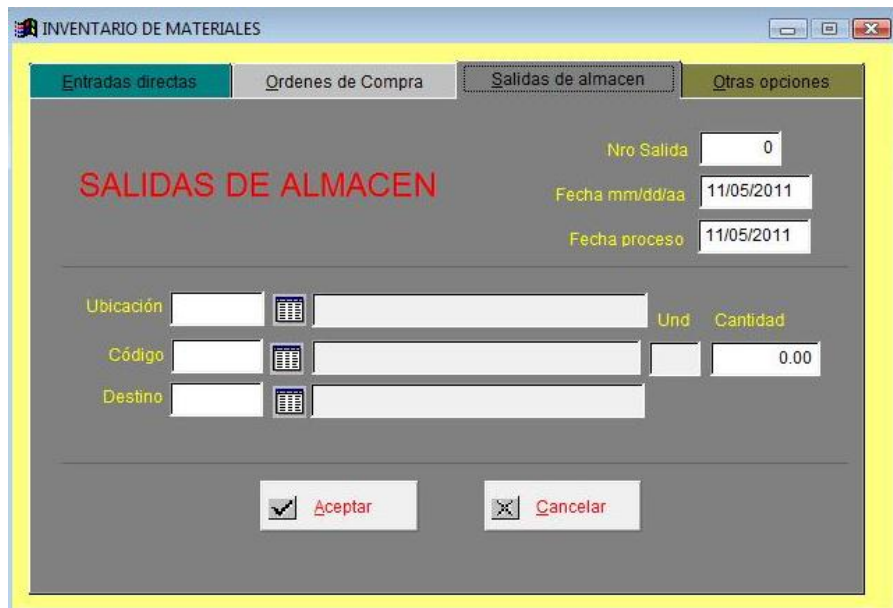 INVENTARIO DE MATERIALES
Entradas directas
Ordenes de Compra
Salidas de almacen
Otras opciones
SALIDAS DE ALMACEN
Nro Salida 0
Fecha mm/dd/aa 11/05/2011
Fecha proceso 11/05/2011
Ubicación
Und Cantidad
Código 0.00
Destino
Aceptar
Cancelar